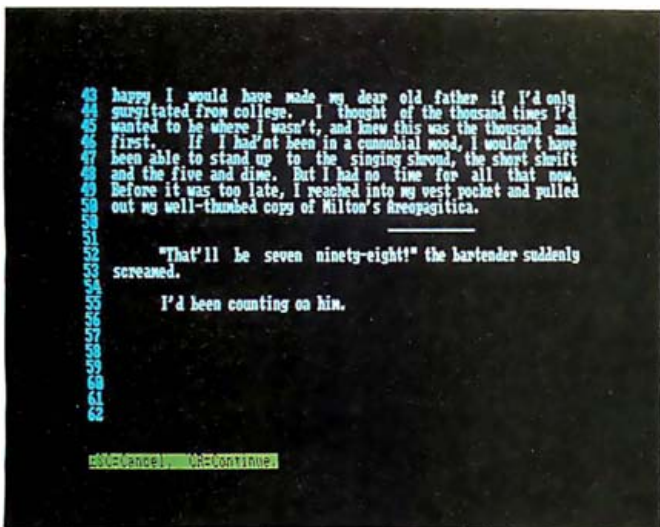 43 happy I would have made my dear old father if I'd only
44 gurgitated from college. I thought of the thousand times I'd
45 wanted to be where I wasn't, and knew this was the thousand and
46 first. If I had'nt been in a cunnubial mood, I wouldn't have
47 been able to stand up to the singing shroud, the short shrift
48 and the five and dime. But I had no time for all that now.
49 Before it was too late, I reached into my vest pocket and pulled
50 out my well-thumbed copy of Milton's Areopagitica.
50
51
52 "That'll be seven ninety-eight!" the bartender suddenly
53 screamed.
54
55 I'd been counting on him.
56
57
58
59
60
61
62
ESC=Cancel, CR=Continue.